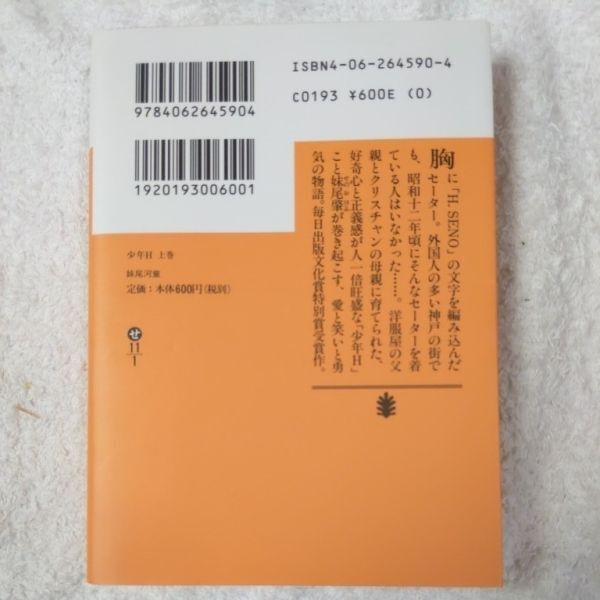 ISBN4-06-264590-4
C0193 ¥600E (0)
9784062645904
1920193006001
胸に「H. SENO」の文字を編み込んだ
セーター。外国人の多い神戸の街で
も、昭和十二年頃にそんなセーターを着
ている人はいなかった……。洋服屋の父
親とクリスチャンの母親に育てられた、
好奇心と正義感が人一倍旺盛な「少年H」
こと妹尾肇が巻き起こす、愛と笑いと勇
気の物語。毎日出版文化賞特別賞受賞作。
少年H 上巻
妹尾河童
定価：本体600円（税別）
せ
11
1